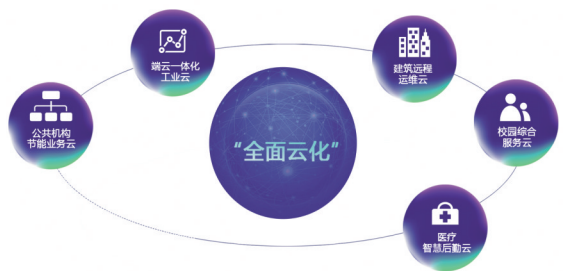 端云一体化
工业云
建筑远程
运维云
公共机构
节能业务云
“全面云化”
校园综合
服务云
医疗
智慧后勤云